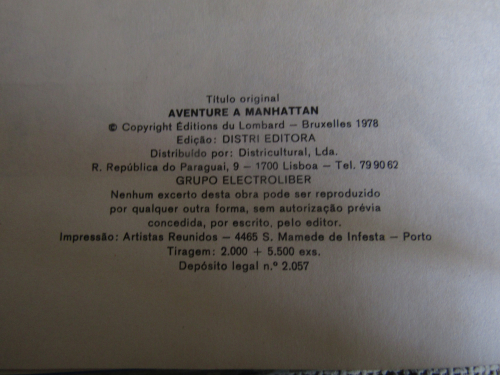 Título original
AVENTURE A MANHATTAN
© Copyright Éditions du Lombard – Bruxelles 1978
Edição: DISTRI EDITORA
Distribuído por: Districultural, Lda.
R. República do Paraguai, 9 – 1700 Lisboa – Tel. 79 90 62
GRUPO ELECTROLIBER
Nenhum excerto desta obra pode ser reproduzido
por qualquer outra forma, sem autorização prévia
concedida, por escrito, pelo editor.
Impressão: Artistas Reunidos – 4465 S. Mamede de Infesta – Porto
Tiragem: 2.000 + 5.500 exs.
Depósito legal n.º 2.057